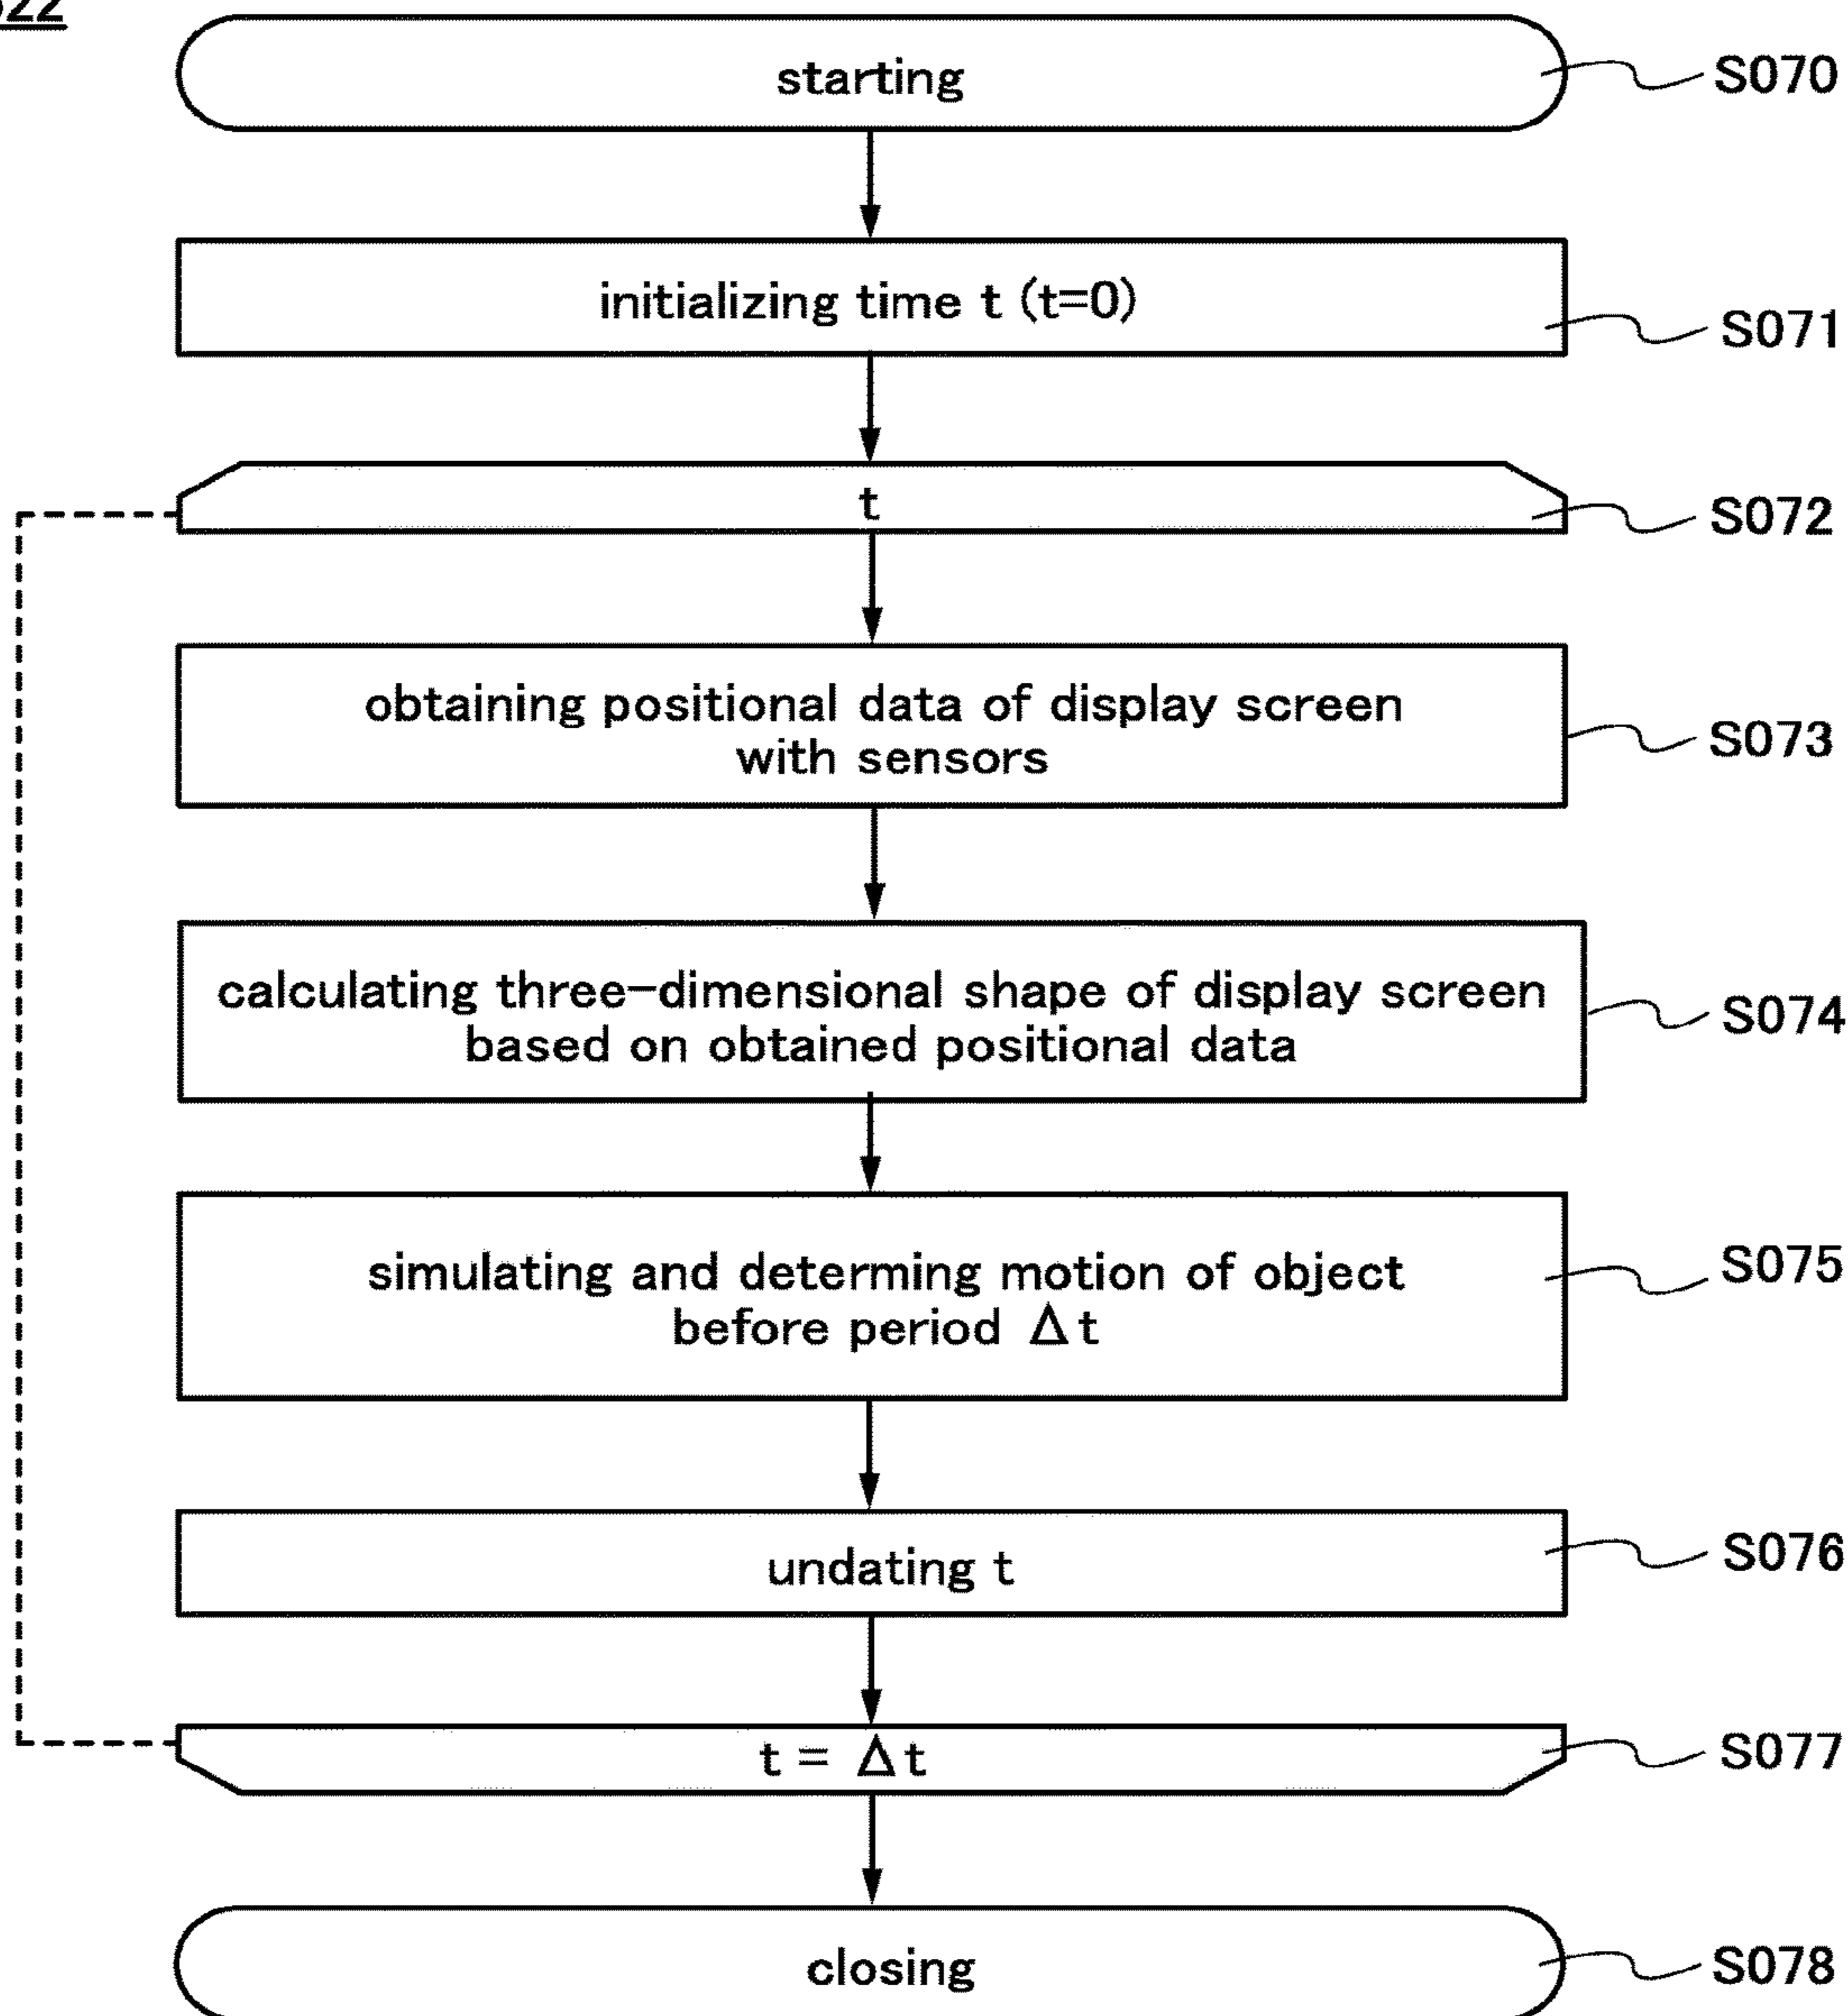 starting
S070
initializing time t (t=0)
S071
t
S072
obtaining positional data of display screen
with sensors
S073
calculating three-dimensional shape of display screen
based on obtained positional data
S074
simulating and determing motion of object
before period Δt
S075
undating t
S076
t = Δt
S077
closing
S078